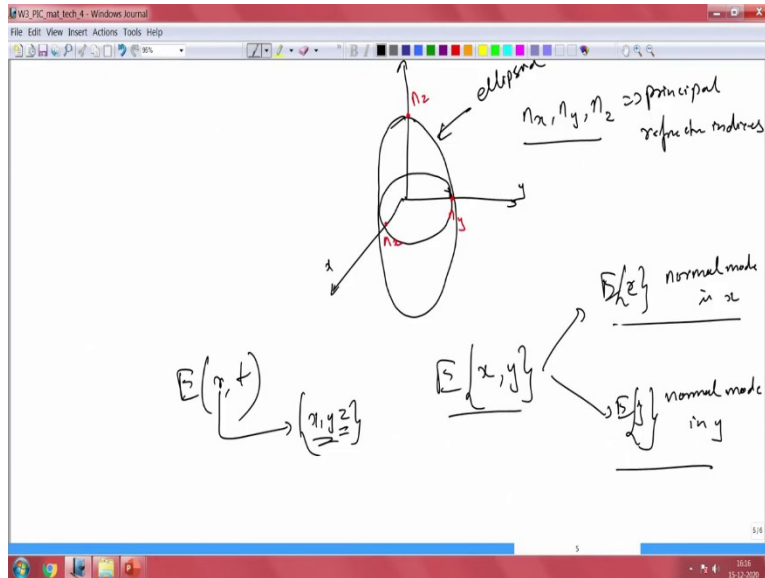 W3_PIC_mat_tech_4 - Windows Journal
File Edit View Insert Actions Tools Help
95%
B I
ellipsoid
nz
nx, ny, nz => principal
refractive indices
y
ny
nx
x
E{x} normal mode
in x
E(r, t)
E{x, y}
{x, y z}
E{y} normal mode
in y
5/6
5
16:16
15-12-2020